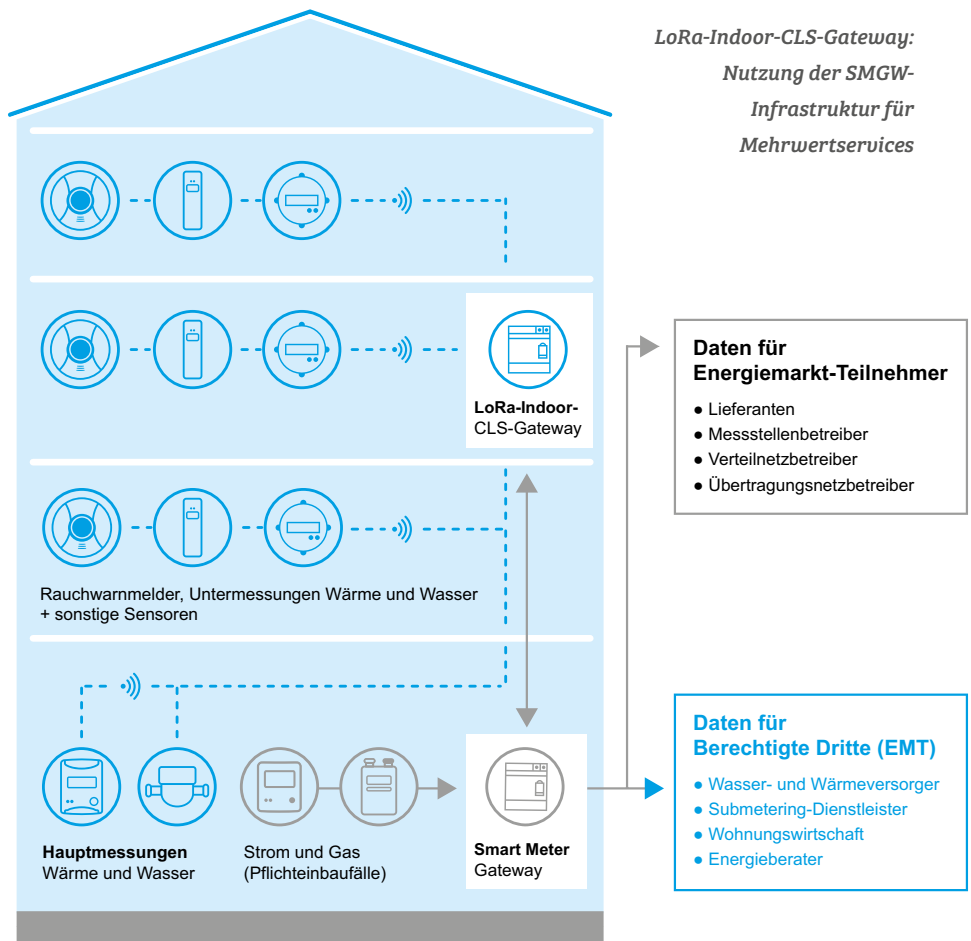 LoRa-Indoor-CLS-Gateway:
Nutzung der SMGW-
Infrastruktur für
Mehrwertservices
LoRa-Indoor-
CLS-Gateway
Daten für
Energiemarkt-Teilnehmer
● Lieferanten
● Messstellenbetreiber
● Verteilnetzbetreiber
● Übertragungsnetzbetreiber
Rauchwarnmelder, Untermessungen Wärme und Wasser
+ sonstige Sensoren
Hauptmessungen
Wärme und Wasser
Strom und Gas
(Pflichteinbaufälle)
Smart Meter
Gateway
Daten für
Berechtigte Dritte (EMT)
● Wasser- und Wärmeversorger
● Submetering-Dienstleister
● Wohnungswirtschaft
● Energieberater